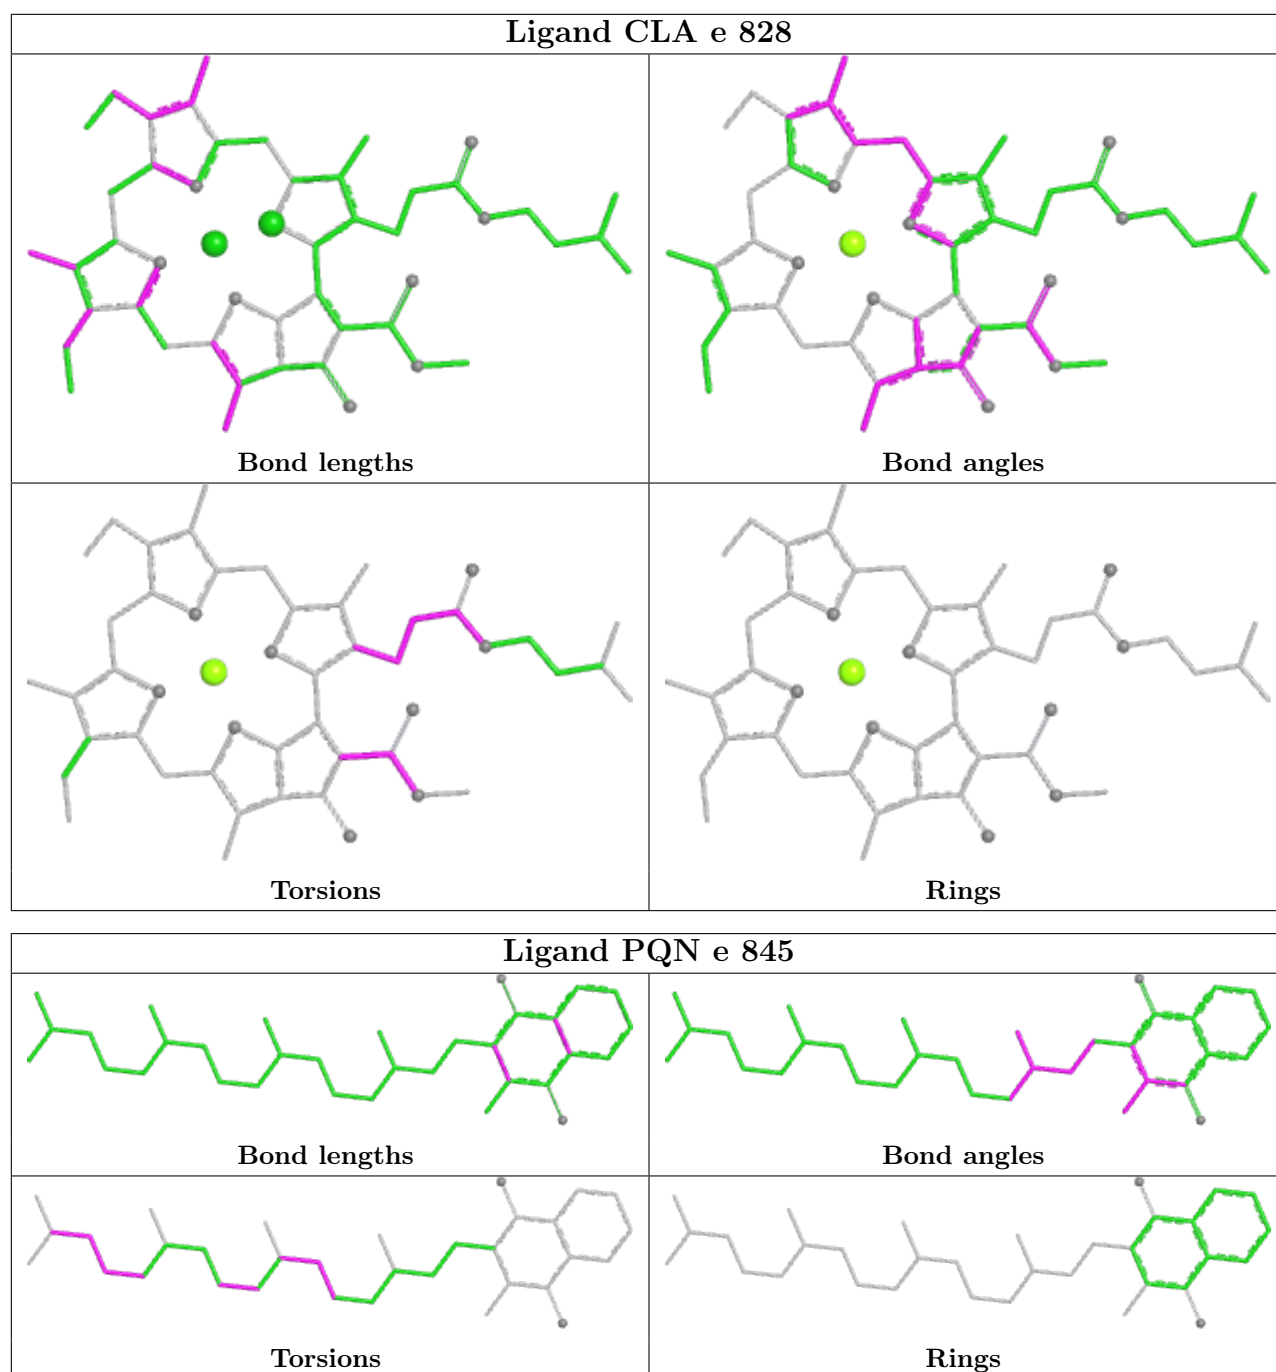 Ligand CLA e 828
Bond lengths
Bond angles
Torsions
Rings
Ligand PQN e 845
Bond lengths
Bond angles
Torsions
Rings